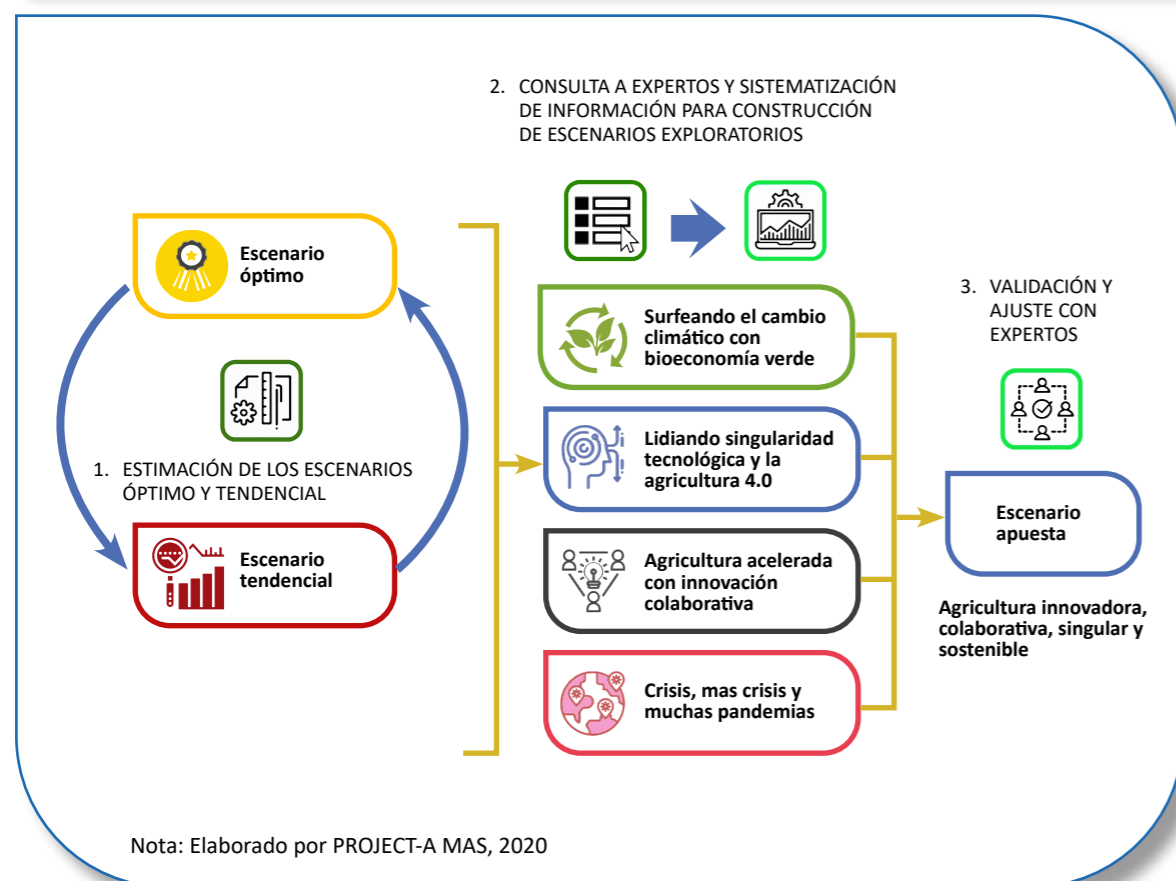 2. CONSULTA A EXPERTOS Y SISTEMATIZACIÓN
DE INFORMACIÓN PARA CONSTRUCCIÓN
DE ESCENARIOS EXPLORATORIOS
Escenario
óptimo
1. ESTIMACIÓN DE LOS ESCENARIOS
ÓPTIMO Y TENDENCIAL
Escenario
tendencial
Surfeando el cambio
climático con
bioeconomía verde
Lidiando singularidad
tecnológica y la
agricultura 4.0
Agricultura acelerada
con innovación
colaborativa
Crisis, mas crisis y
muchas pandemias
3. VALIDACIÓN Y
AJUSTE CON
EXPERTOS
Escenario
apuesta
Agricultura innovadora,
colaborativa, singular y
sostenible
Nota: Elaborado por PROJECT-A MAS, 2020